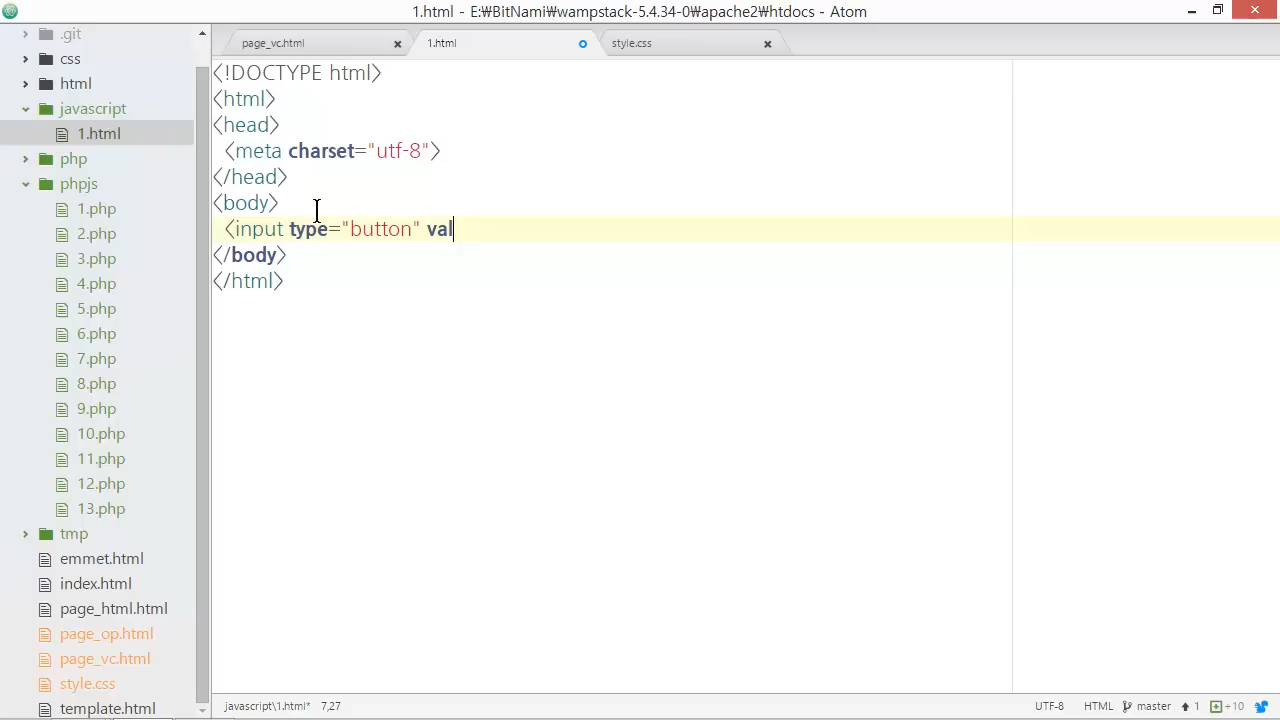 1.html - E:₩BitNami₩wampstack-5.4.34-0₩apache2₩htdocs - Atom
.git
css
html
javascript
1.html
php
phpjs
1.php
2.php
3.php
4.php
5.php
6.php
7.php
8.php
9.php
10.php
11.php
12.php
13.php
tmp
emmet.html
index.html
page_html.html
page_op.html
page_vc.html
style.css
template.html
page_vc.html
1.html
style.css
<!DOCTYPE html>
<html>
<head>
<meta charset="utf-8">
</head>
<body>
<input type="button" val
</body>
</html>
javascript\1.html* 7,27
UTF-8 HTML master 1 +10